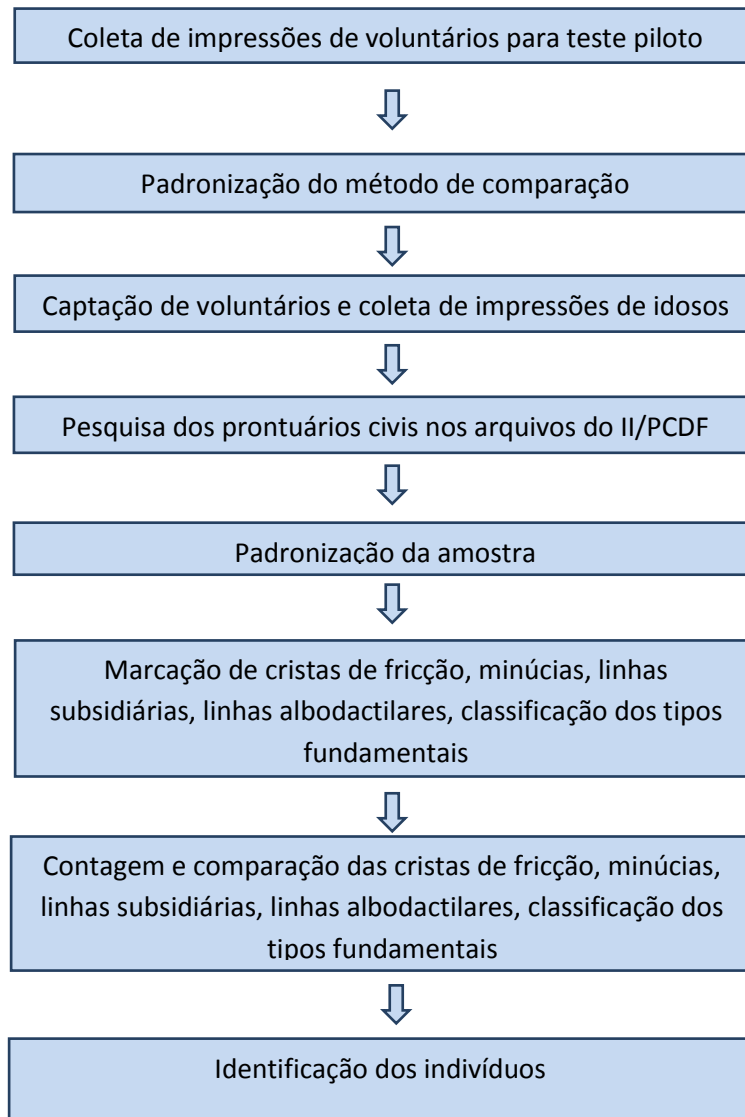 Coleta de impressões de voluntários para teste piloto
Padronização do método de comparação
Captação de voluntários e coleta de impressões de idosos
Pesquisa dos prontuários civis nos arquivos do II/PCDF
Padronização da amostra
Marcação de cristas de fricção, minúcias, linhas
subsidiárias, linhas albodactilares, classificação dos tipos
fundamentais
Contagem e comparação das cristas de fricção, minúcias,
linhas subsidiárias, linhas albodactilares, classificação dos
tipos fundamentais
Identificação dos indivíduos